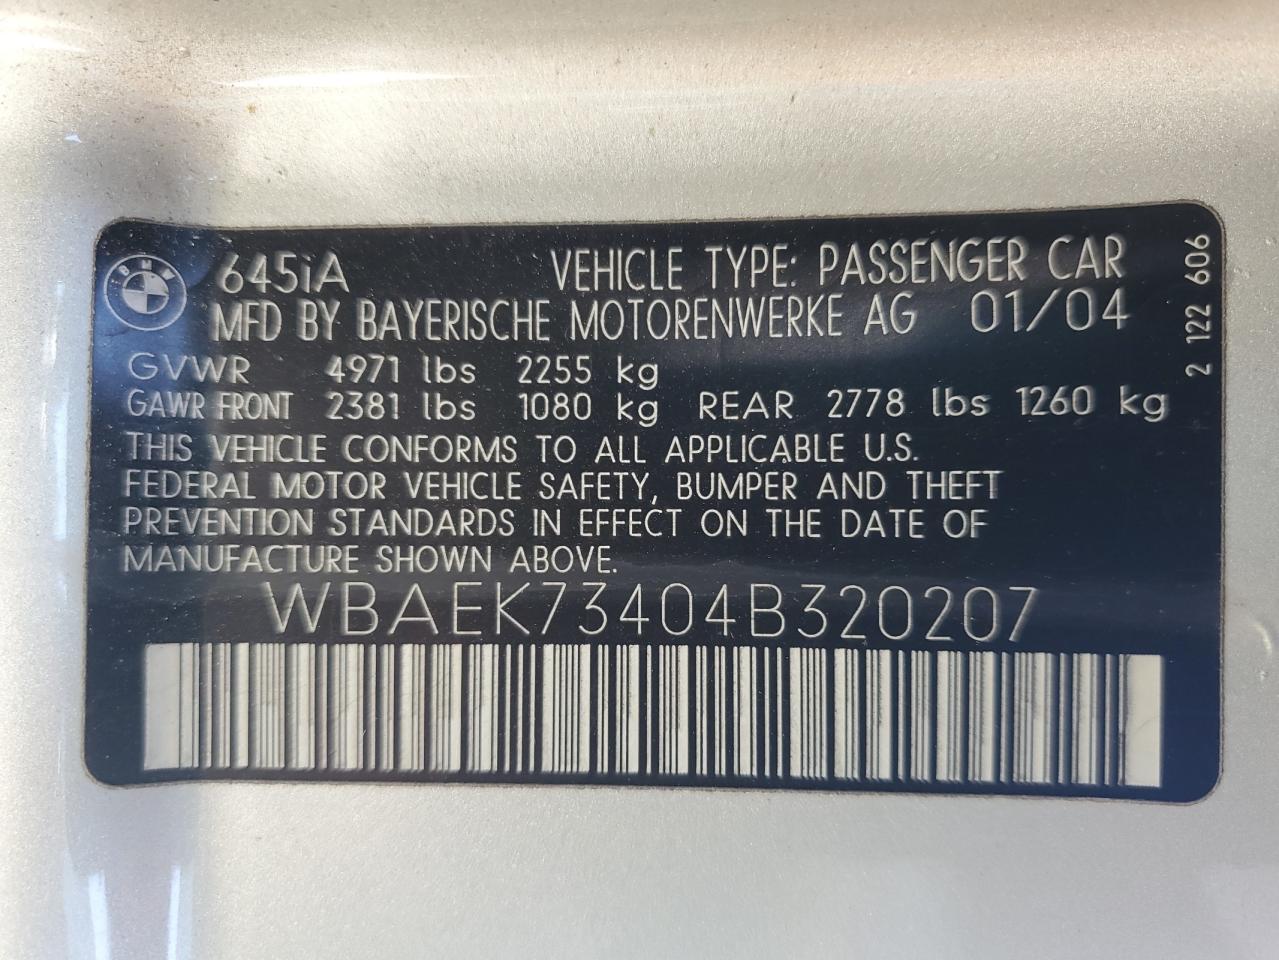 BMW
645iA VEHICLE TYPE: PASSENGER CAR
MFD BY BAYERISCHE MOTORENWERKE AG 01/04
GVWR 4971 lbs 2255 kg
GAWR FRONT 2381 lbs 1080 kg REAR 2778 lbs 1260 kg
THIS VEHICLE CONFORMS TO ALL APPLICABLE U.S.
FEDERAL MOTOR VEHICLE SAFETY, BUMPER AND THEFT
PREVENTION STANDARDS IN EFFECT ON THE DATE OF
MANUFACTURE SHOWN ABOVE.
WBAEK73404B320207
2 122 606